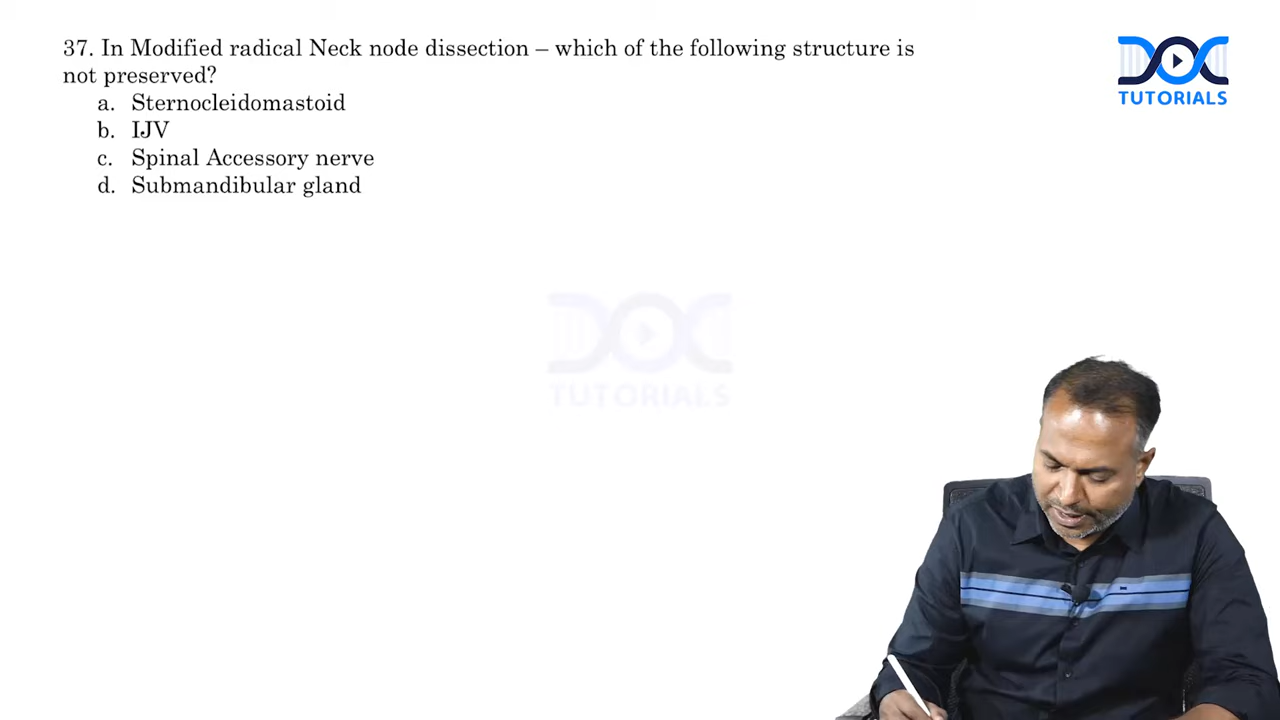 37. In Modified radical Neck node dissection – which of the following structure is
not preserved?
a. Sternocleidomastoid
b. IJV
c. Spinal Accessory nerve
d. Submandibular gland
TUTORIALS
TUTORIALS